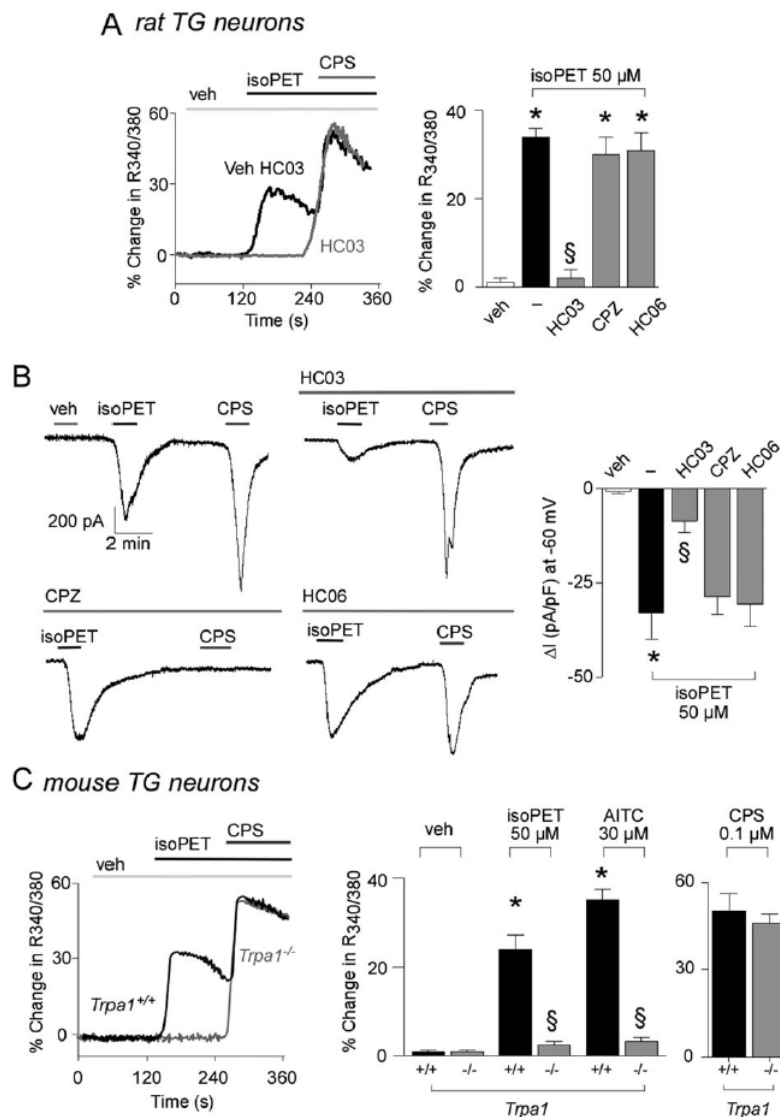 A rat TG neurons
CPS
isoPET
veh
60
30
0
% Change in R340/380
Veh HC03
HC03
0 120 240 360
Time (s)
isoPET 50 µM
40
20
0
% Change in R340/380
* § * *
veh – HC03 CPZ HC06
B
veh isoPET CPS
200 pA
2 min
HC03
isoPET CPS
CPZ
isoPET CPS
HC06
isoPET CPS
veh – HC03 CPZ HC06
0
-25
-50
ΔI (pA/pF) at -60 mV
§
*
isoPET
50 µM
C mouse TG neurons
CPS
isoPET
veh
60
30
0
% Change in R340/380
Trpa1+/+
Trpa1-/-
0 120 240 360
Time (s)
veh
isoPET
50 µM
AITC
30 µM
40
20
0
% Change in R340/380
* § * §
+/+ -/- +/+ -/- +/+ -/-
Trpa1
CPS
0.1 µM
60
30
0
+/+ -/-
Trpa1